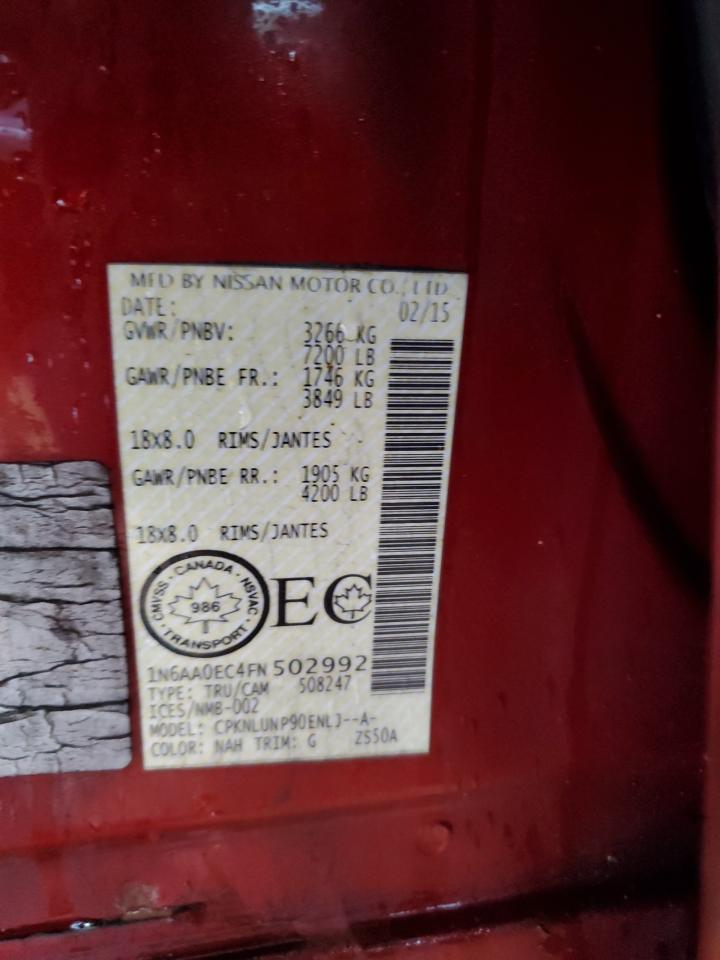 MFD BY NISSAN MOTOR CO., LTD
DATE: 02/15
GVWR/PNBV: 3266 KG
7200 LB
GAWR/PNBE FR.: 1746 KG
3849 LB
18X8.0 RIMS/JANTES
GAWR/PNBE RR.: 1905 KG
4200 LB
18X8.0 RIMS/JANTES
CMVSS · CANADA · NSVAC
986
· TRANSPORT ·
EC
1N6AA0EC4FN502992
TYPE: TRU/CAM 508247
ICES/NMB-002
MODEL: CPKNLUNP90ENLJ--A-
COLOR: NAH TRIM: G ZS50A